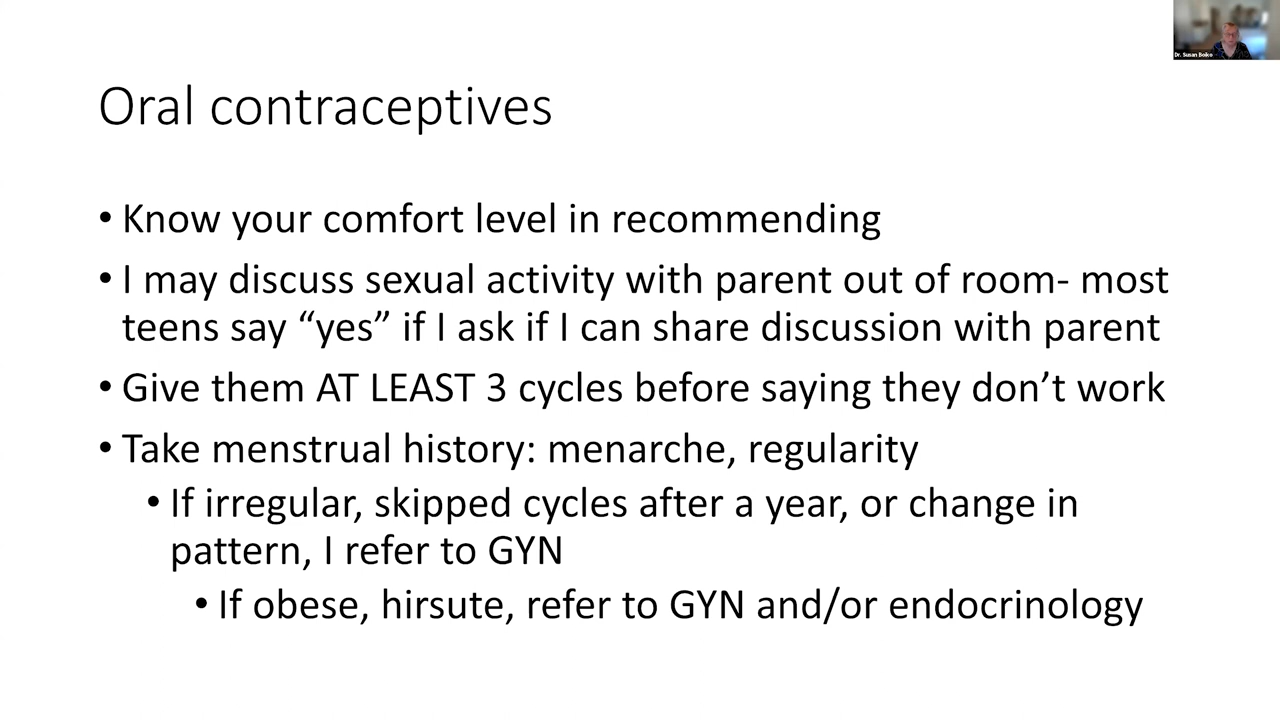 Dr. Susan Boiko
Oral contraceptives
• Know your comfort level in recommending
• I may discuss sexual activity with parent out of room- most
teens say “yes” if I ask if I can share discussion with parent
• Give them AT LEAST 3 cycles before saying they don’t work
• Take menstrual history: menarche, regularity
• If irregular, skipped cycles after a year, or change in
pattern, I refer to GYN
• If obese, hirsute, refer to GYN and/or endocrinology